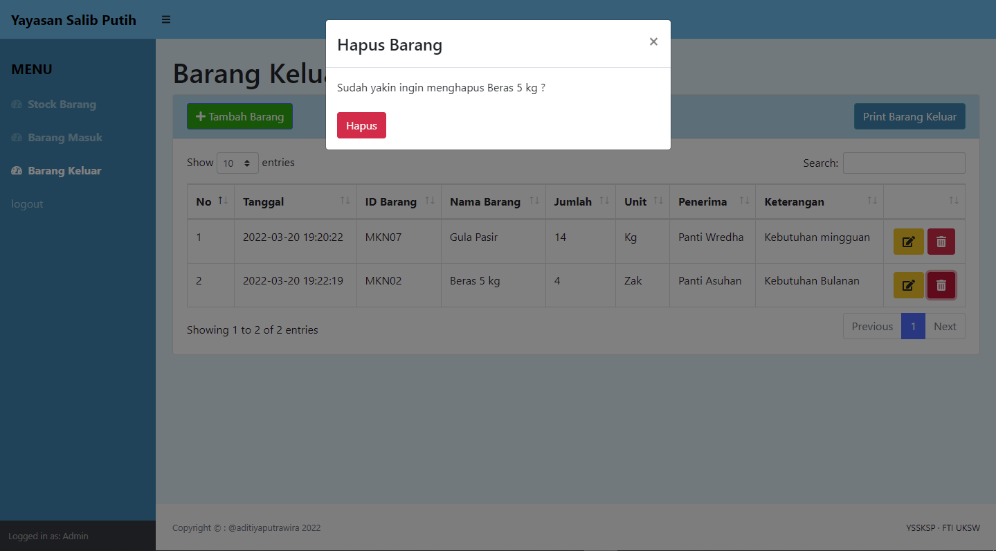 Yayasan Salib Putih
MENU
Stock Barang
Barang Masuk
Barang Keluar
logout
Logged in as: Admin
Hapus Barang ×
Sudah yakin ingin menghapus Beras 5 kg ?
Hapus
Barang Kelua
+ Tambah Barang Print Barang Keluar
Show 10 entries Search:
No Tanggal ID Barang Nama Barang Jumlah Unit Penerima Keterangan
1 2022-03-20 19:20:22 MKN07 Gula Pasir 14 Kg Panti Wredha Kebutuhan mingguan
2 2022-03-20 19:22:19 MKN02 Beras 5 kg 4 Zak Panti Asuhan Kebutuhan Bulanan
Showing 1 to 2 of 2 entries Previous 1 Next
Copyright © : @aditiyaputrawira 2022 YSSKSP - FTI UKSW